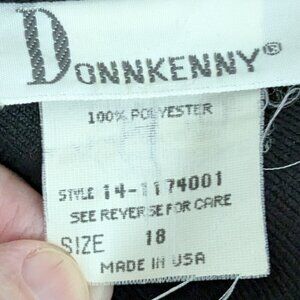 DONNKENNY®
100% POLYESTER
STYLE 14-1174001
SEE REVERSE FOR CARE
SIZE 18
MADE IN USA